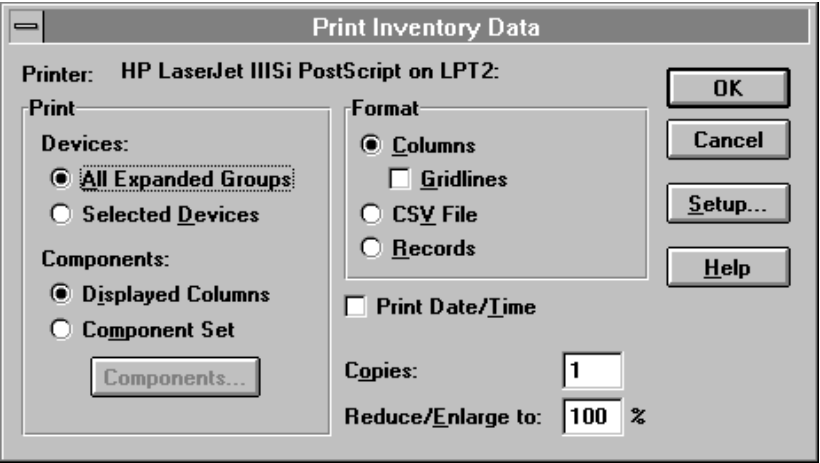 Print Inventory Data
Printer: HP LaserJet IIISi PostScript on LPT2:
Print
Devices:
All Expanded Groups
Selected Devices
Components:
Displayed Columns
Component Set
Components...
Format
Columns
Gridlines
CSV File
Records
Print Date/Time
Copies: 1
Reduce/Enlarge to: 100 %
OK
Cancel
Setup...
Help